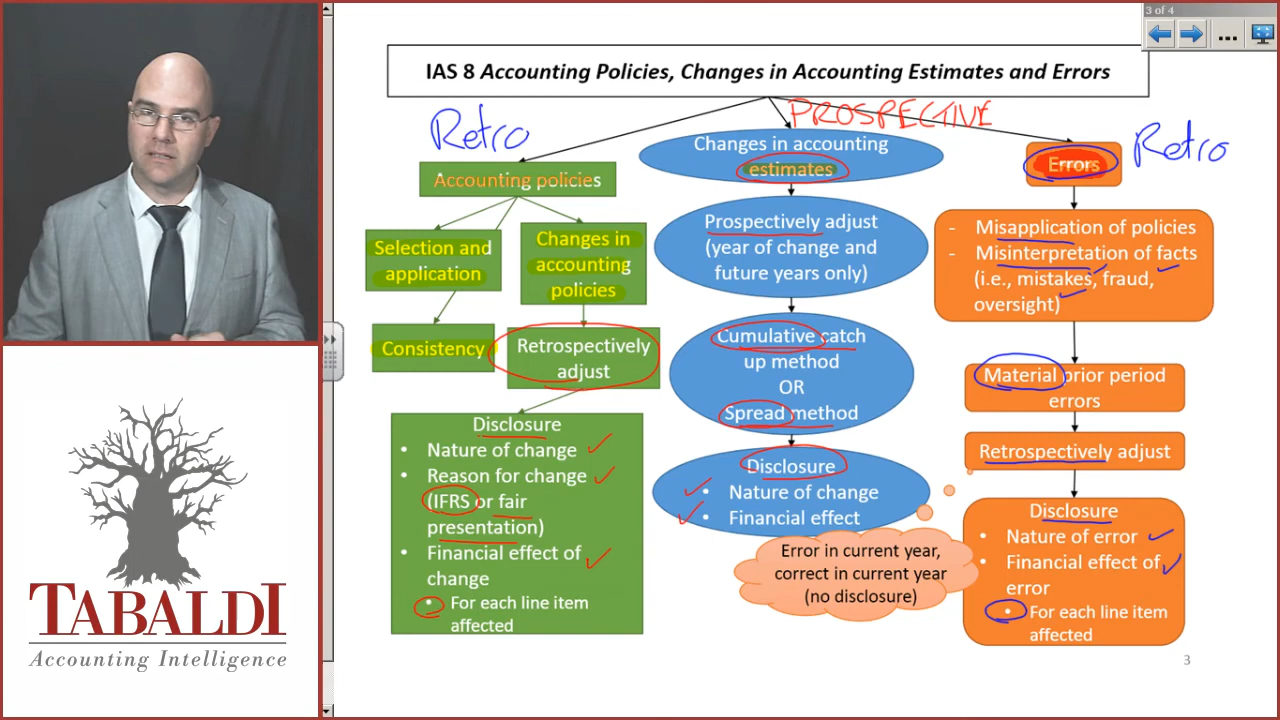 3 of 4
...
IAS 8 Accounting Policies, Changes in Accounting Estimates and Errors
Retro
PROSPECTIVE
Retro
Accounting policies
Selection and
application
Consistency
Changes in
accounting
policies
Retrospectively
adjust
Disclosure
• Nature of change
• Reason for change
(IFRS or fair
presentation)
• Financial effect of
change
• For each line item
affected
Changes in accounting
estimates
Prospectively adjust
(year of change and
future years only)
Cumulative catch
up method
OR
Spread method
Disclosure
• Nature of change
• Financial effect
Error in current year,
correct in current year
(no disclosure)
Errors
- Misapplication of policies
- Misinterpretation of facts
(i.e., mistakes, fraud,
oversight)
Material prior period
errors
Retrospectively adjust
Disclosure
• Nature of error
• Financial effect of
error
• For each line item
affected
3
TABALDI
Accounting Intelligence